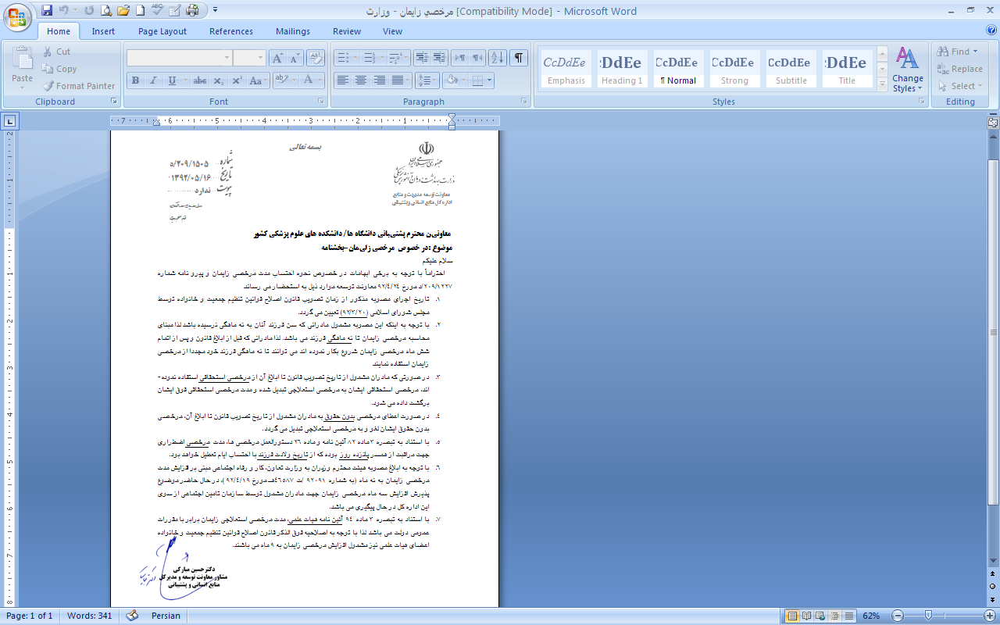 مرخصي زايمان - وزارت [Compatibility Mode] - Microsoft Word
Home Insert Page Layout References Mailings Review View
Paste
Cut
Copy
Format Painter
Clipboard
Font
Paragraph
AaBbCcDdEe
Emphasis
Heading 1
¶ Normal
Strong
Subtitle
Title
Styles
Change Styles
Find
Replace
Select
Editing
بسمه تعالی
جمهوری اسلامی ایران
وزارت بهداشت، درمان و آموزش پزشکی
معاونت توسعه مدیریت و منابع
اداره کل منابع انسانی و پشتیبانی
شماره ۵/۲۰۹/۱۵۰۵
تاریخ ۱۳۹۲/۰۵/۱۶
پیوست ندارد
معاونین محترم پشتیبانی دانشگاه ها/ دانشکده های علوم پزشکی کشور
موضوع :در خصوص مرخصی زایمان-بخشنامه
سلام علیکم
احتراماً با توجه به برخی ابهامات در خصوص نحوه احتساب مدت مرخصی زایمان و پیرو نامه شماره
۲۰۹/۱۲۲۷/د مورخ ۹۲/۴/۲۴ معاونت توسعه موارد ذیل به استحضار می رساند.
۱. تاریخ اجرای مصوبه مذکور از زمان تصویب قانون اصلاح قوانین تنظیم جمعیت و خانواده توسط
مجلس شورای اسلامی (۹۲/۳/۲۰) تعیین می گردد.
۲. با توجه به اینکه این مصوبه مشمول مادرانی که سن فرزند آنان به نه ماهگی نرسیده باشد لذا مبنای
محاسبه مرخصی زایمان تا نه ماهگی فرزند می باشد. لذا مادرانی که قبل از ابلاغ قانون و پس از اتمام
شش ماه مرخصی زایمان شروع بکار نموده اند می توانند تا نه ماهگی فرزند خود مجددا از مرخصی
زایمان استفاده نمایند.
۳. در صورتی که مادران مشمول از تاریخ تصویب قانون تا ابلاغ آن از مرخصی استحقاقی استفاده نموده-
اند، مرخصی استحقاقی ایشان به مرخصی استعلاجی تبدیل شده و مدت مرخصی استحقاقی فوق ایشان
برگشت داده می شود.
۴. در صورت اعطای مرخصی بدون حقوق به مادران مشمول از تاریخ تصویب قانون تا ابلاغ آن، مرخصی
بدون حقوق ایشان لغو و به مرخصی استعلاجی تبدیل می گردد.
۵. با استناد به تبصره ۳ ماده ۸۲ آئین نامه و ماده ۲۶ دستورالعمل مرخصی ها، مدت مرخصی اضطراری
جهت مراقبت از همسر پانزده روز بوده که از تاریخ ولادت فرزند با احتساب ایام تعطیل خواهد بود.
۶. با توجه به ابلاغ مصوبه هیئت محترم وزیران به وزارت تعاون، کار و رفاه اجتماعی مبنی بر افزایش مدت
مرخصی زایمان به نه ماه (به شماره ۹۲۰۹۱ /ت ۴۶۵۸۷هـ مورخ ۹۲/۴/۱۹)، در حال حاضر موضوع
پذیرش افزایش سه ماه مرخصی زایمان جهت مادران مشمول توسط سازمان تامین اجتماعی از سوی
این اداره کل در حال پیگیری می باشد.
۷. با استناد به تبصره ۳ ماده ۹۴ آئین نامه هیات علمی، مدت مرخصی استعلاجی زایمان برابر با مقررات
عمومی دولت می باشد لذا با توجه به اصلاحیه فوق الذکر قانون اصلاح قوانین تنظیم جمعیت و خانواده
اعضای هیات علمی نیز مشمول افزایش مرخصی زایمان به ۹ ماه می باشند.
دکتر حسین مبارکی
مشاور معاونت توسعه و مدیر کل
منابع انسانی و پشتیبانی
Page: 1 of 1 Words: 341 Persian 62%